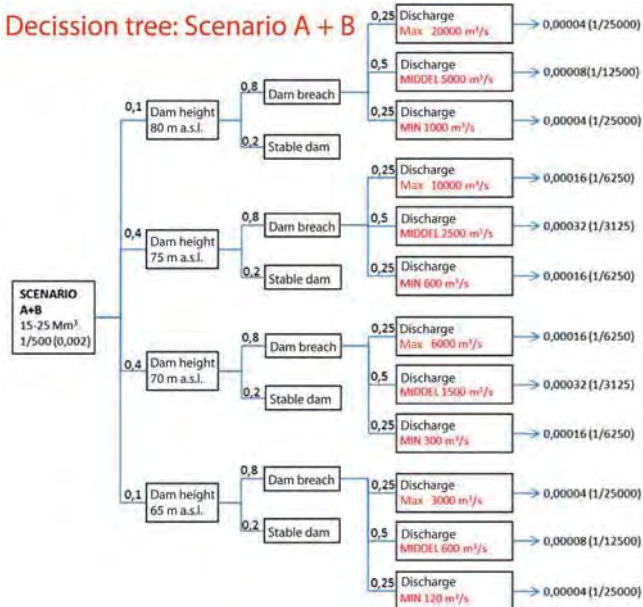 Decission tree: Scenario A + B
SCENARIO
A+B
15-25 Mm³
1/500 (0,002)
0,1
Dam height
80 m a.s.l.
0,8
Dam breach
0,2
Stable dam
0,25
Discharge
Max 20000 m³/s
0,00004 (1/25000)
0,5
Discharge
MIDDEL 5000 m³/s
0,00008(1/12500)
0,25
Discharge
MIN 1000 m³/s
0,00004 (1/25000)
0,4
Dam height
75 m a.s.l.
0,8
Dam breach
0,2
Stable dam
0,25
Discharge
Max 10000 m³/s
0,00016 (1/6250)
0,5
Discharge
MIDDEL 2500 m³/s
0,00032 (1/3125)
0,25
Discharge
MIN 600 m³/s
0,00016 (1/6250)
0,4
Dam height
70 m a.s.l.
0,8
Dam breach
0,2
Stable dam
0,25
Discharge
Max 6000 m³/s
0,00016 (1/6250)
0,5
Discharge
MIDDEL 1500 m³/s
0,00032 (1/3125)
0,25
Discharge
MIN 300 m³/s
0,00016 (1/6250)
0,1
Dam height
65 m a.s.l.
0,8
Dam breach
0,2
Stable dam
0,25
Discharge
Max 3000 m³/s
0,00004 (1/25000)
0,5
Discharge
MIDDEL 600 m³/s
0,00008 (1/12500)
0,25
Discharge
MIN 120 m³/s
0,00004 (1/25000)